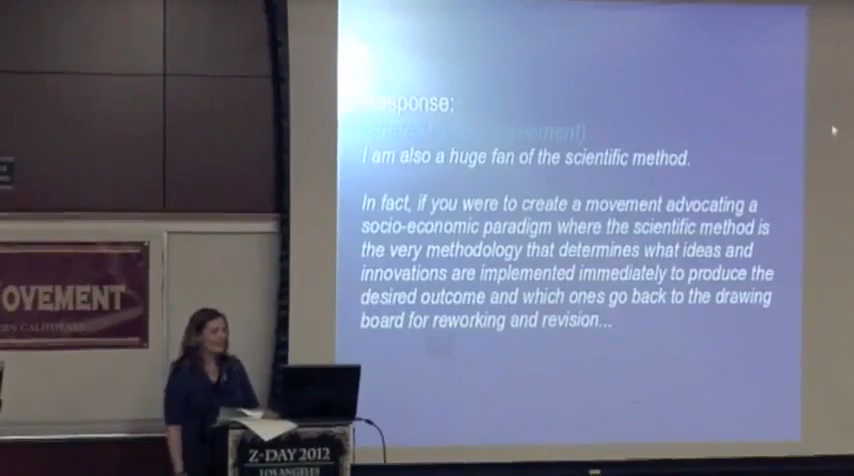 Response:
I am also a huge fan of the scientific method.
In fact, if you were to create a movement advocating a
socio-economic paradigm where the scientific method is
the very methodology that determines what ideas and
innovations are implemented immediately to produce the
desired outcome and which ones go back to the drawing
board for reworking and revision...
OVEMENT
ERN CALIFORNIA
Z-DAY 2012
LOS ANGELES